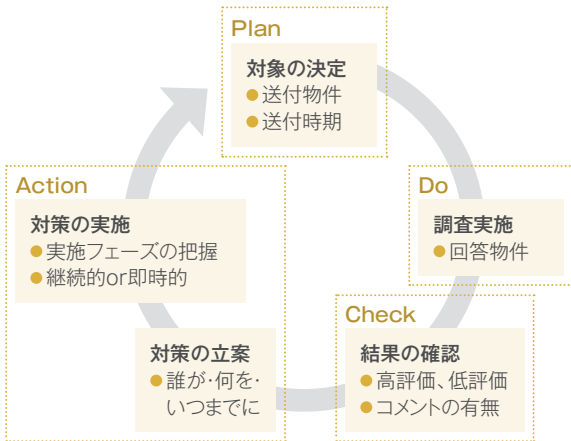 Plan
対象の決定
●送付物件
●送付時期
Do
調査実施
●回答物件
Check
結果の確認
●高評価、低評価
●コメントの有無
Action
対策の立案
●誰が・何を・
いつまでに
対策の実施
●実施フェーズの把握
●継続的or即時的